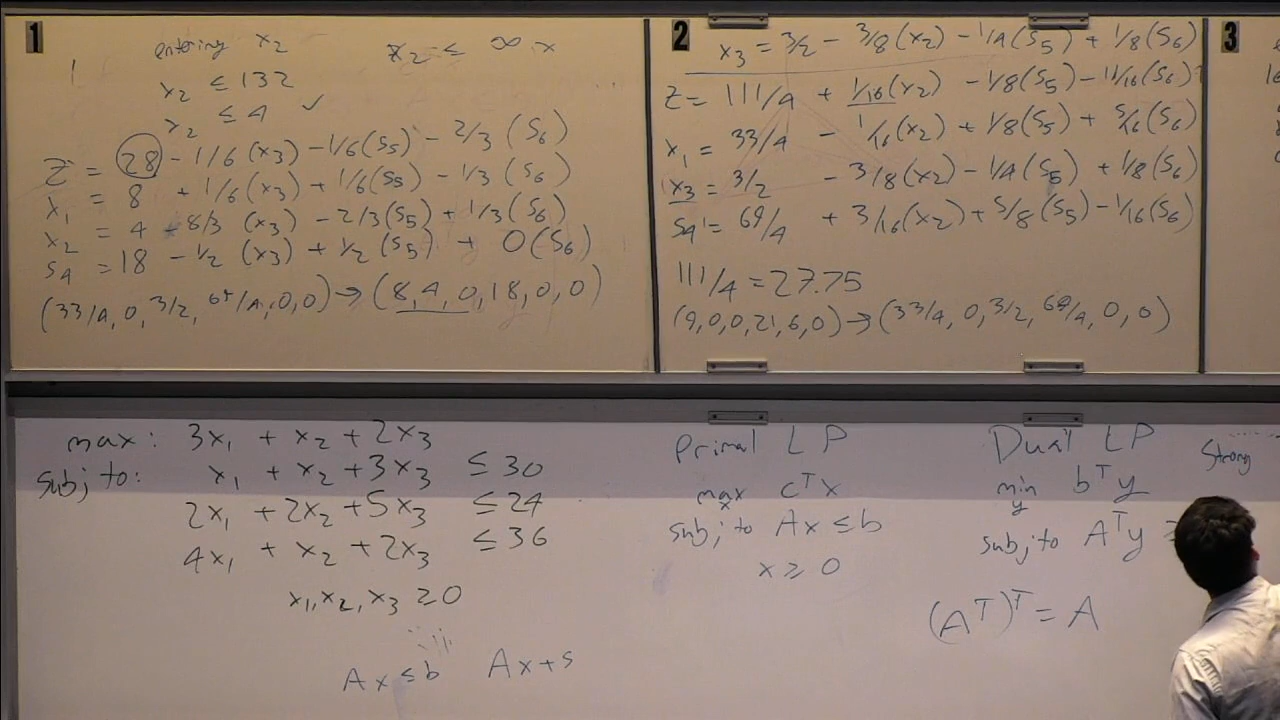 1
entering x₂ x₂ ≤ ∞ x
x₂ ≤ 132
x₂ ≤ 4 ✓
Z = 28 - 1/6 (x₃) - 1/6(S₅) - 2/3 (S₆)
x₁ = 8 + 1/6(x₃) + 1/6(S₅) - 1/3 (S₆)
x₂ = 4 - 8/3 (x₃) - 2/3(S₅) + 1/3 (S₆)
S₄ = 18 - 1/2 (x₃) + 1/2 (S₅) + 0(S₆)
(33/4, 0, 3/2, 69/4, 0, 0) → (8, 4, 0, 18, 0, 0)
2
x₃ = 3/2 - 3/8(x₂) - 1/4(S₅) + 1/8(S₆)
Z = 111/4 + 1/16(x₂) - 1/8(S₅) - 11/16(S₆)
x₁ = 33/4 - 1/16(x₂) + 1/8(S₅) + 5/16(S₆)
x₃ = 3/2 - 3/8(x₂) - 1/4(S₅) + 1/8(S₆)
S₄ = 69/4 + 3/16(x₂) + 5/8(S₅) - 1/16(S₆)
111/4 = 27.75
(9,0,0,21,6,0) → (33/4, 0, 3/2, 69/4, 0, 0)
3
max: 3x₁ + x₂ + 2x₃
subj to: x₁ + x₂ + 3x₃ ≤ 30
2x₁ + 2x₂ + 5x₃ ≤ 24
4x₁ + x₂ + 2x₃ ≤ 36
x₁, x₂, x₃ ≥ 0
Ax ≤ b Ax + s
Primal LP
max cᵀx
x
subj to Ax ≤ b
x ≥ 0
Dual LP
min bᵀy
y
subj to Aᵀy ≥
(Aᵀ)ᵀ = A
Strong